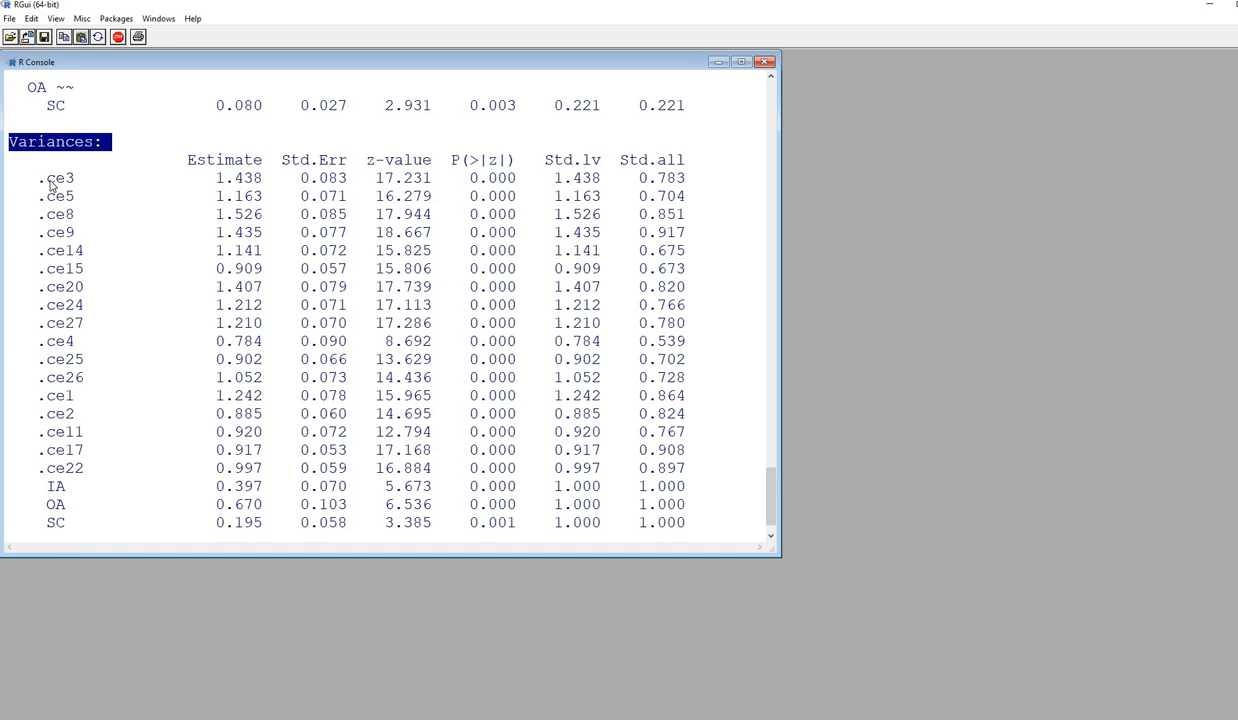 RGui (64-bit)
File Edit View Misc Packages Windows Help
R Console
OA ~~
SC 0.080 0.027 2.931 0.003 0.221 0.221
Variances:
Estimate Std.Err z-value P(>|z|) Std.lv Std.all
.ce3 1.438 0.083 17.231 0.000 1.438 0.783
.ce5 1.163 0.071 16.279 0.000 1.163 0.704
.ce8 1.526 0.085 17.944 0.000 1.526 0.851
.ce9 1.435 0.077 18.667 0.000 1.435 0.917
.ce14 1.141 0.072 15.825 0.000 1.141 0.675
.ce15 0.909 0.057 15.806 0.000 0.909 0.673
.ce20 1.407 0.079 17.739 0.000 1.407 0.820
.ce24 1.212 0.071 17.113 0.000 1.212 0.766
.ce27 1.210 0.070 17.286 0.000 1.210 0.780
.ce4 0.784 0.090 8.692 0.000 0.784 0.539
.ce25 0.902 0.066 13.629 0.000 0.902 0.702
.ce26 1.052 0.073 14.436 0.000 1.052 0.728
.ce1 1.242 0.078 15.965 0.000 1.242 0.864
.ce2 0.885 0.060 14.695 0.000 0.885 0.824
.ce11 0.920 0.072 12.794 0.000 0.920 0.767
.ce17 0.917 0.053 17.168 0.000 0.917 0.908
.ce22 0.997 0.059 16.884 0.000 0.997 0.897
IA 0.397 0.070 5.673 0.000 1.000 1.000
OA 0.670 0.103 6.536 0.000 1.000 1.000
SC 0.195 0.058 3.385 0.001 1.000 1.000